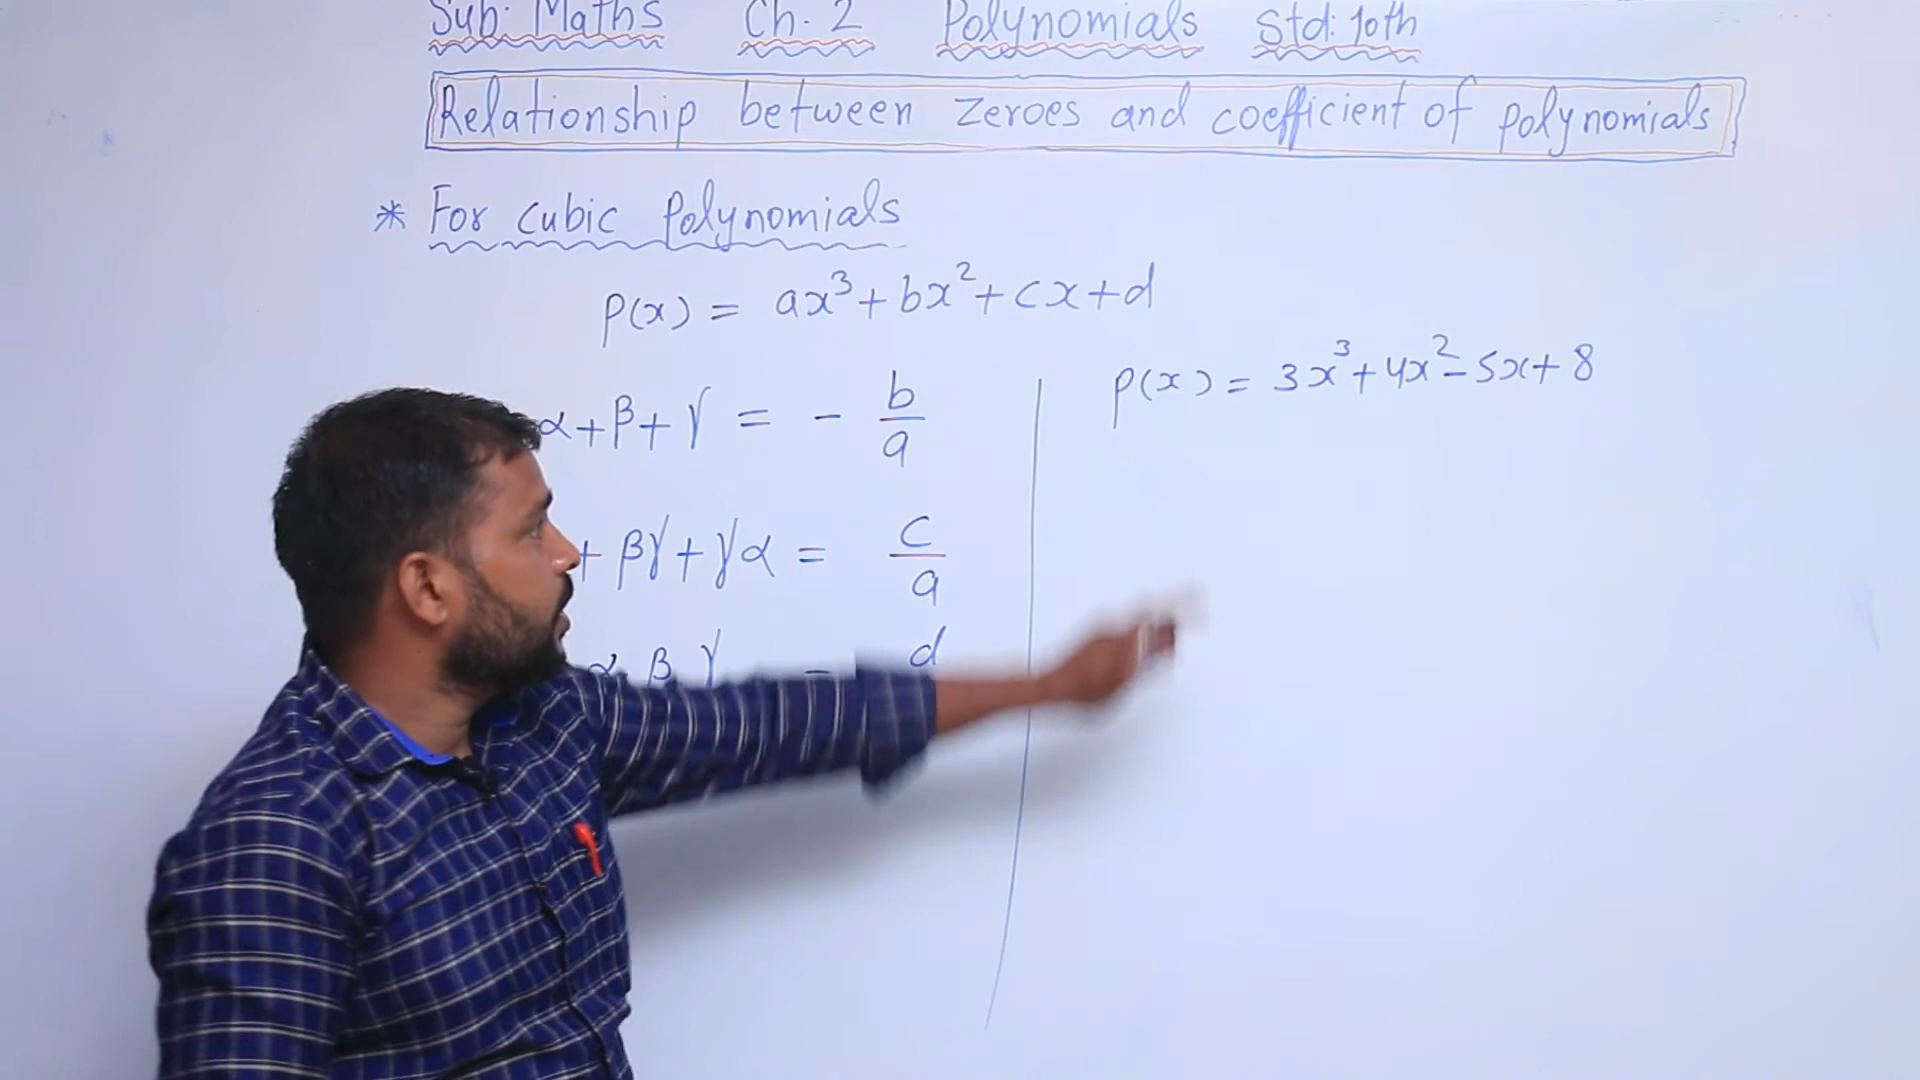 Sub: Maths Ch. 2 Polynomials Std: 10th
Relationship between zeroes and coefficient of polynomials
* For cubic Polynomials
P(x) = ax³ + bx² + cx + d
α + β + γ = - b/a
+ βγ + γα = c/a
α β γ = d
P(x) = 3x³ + 4x² - 5x + 8